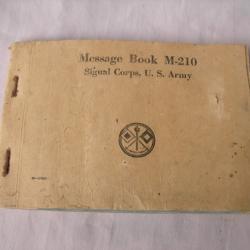 Message Book M-210
Signal Corps, U. S. Army